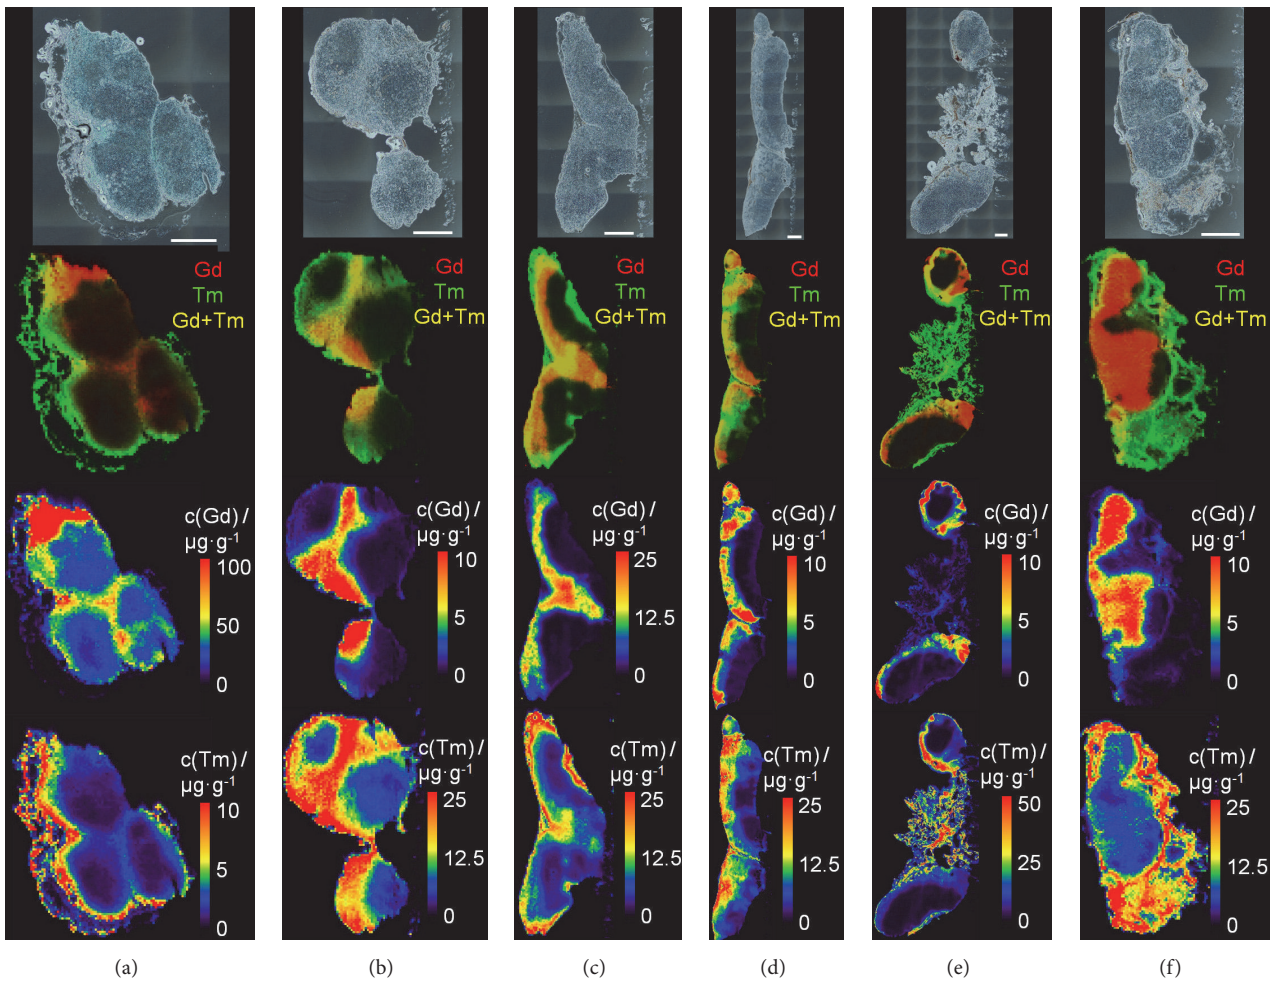 Gd
Tm
Gd+Tm
Gd
Tm
Gd+Tm
Gd
Tm
Gd+Tm
Gd
Tm
Gd+Tm
Gd
Tm
Gd+Tm
Gd
Tm
Gd+Tm
c(Gd) /
µg·g⁻¹
100
50
0
c(Gd) /
µg·g⁻¹
10
5
0
c(Gd) /
µg·g⁻¹
25
12.5
0
c(Gd) /
µg·g⁻¹
10
5
0
c(Gd) /
µg·g⁻¹
10
5
0
c(Gd) /
µg·g⁻¹
10
5
0
c(Tm) /
µg·g⁻¹
10
5
0
c(Tm) /
µg·g⁻¹
25
12.5
0
c(Tm) /
µg·g⁻¹
25
12.5
0
c(Tm) /
µg·g⁻¹
25
12.5
0
c(Tm) /
µg·g⁻¹
50
25
0
c(Tm) /
µg·g⁻¹
25
12.5
0
(a)
(b)
(c)
(d)
(e)
(f)